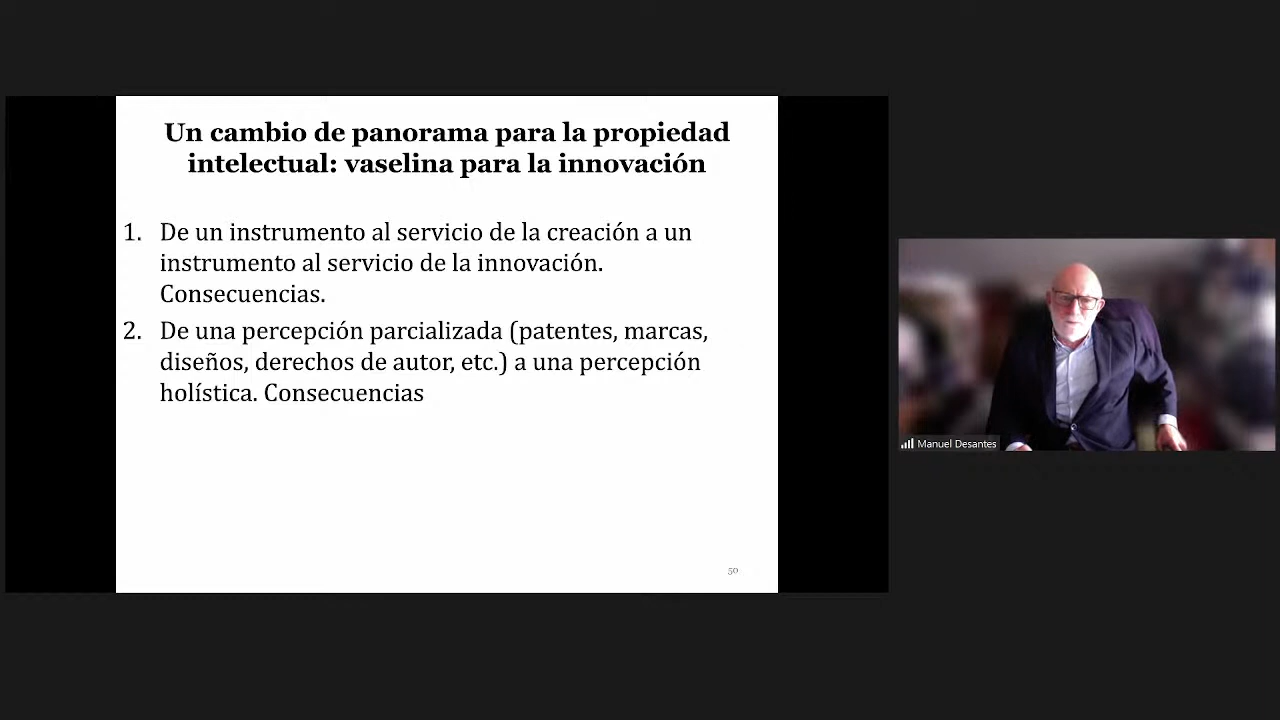 Un cambio de panorama para la propiedad
intelectual: vaselina para la innovación
1. De un instrumento al servicio de la creación a un
instrumento al servicio de la innovación.
Consecuencias.
2. De una percepción parcializada (patentes, marcas,
diseños, derechos de autor, etc.) a una percepción
holística. Consecuencias
50
Manuel Desantes